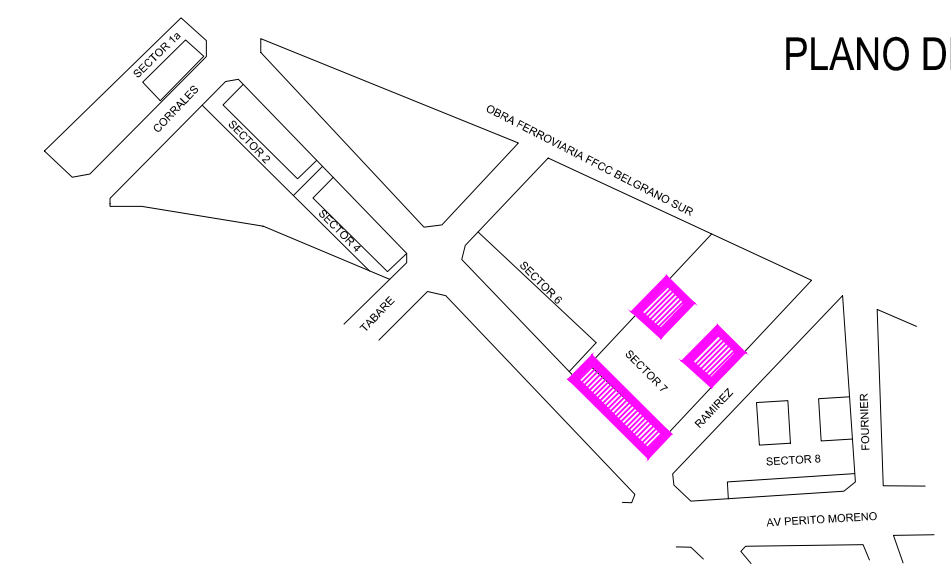 PLANO D
SECTOR 1a
CORRALES
OBRA FERROVIARIA FFCC BELGRANO SUR
SECTOR 2
SECTOR 4
SECTOR 6
TABARE
SECTOR 7
RAMIREZ
FOURNIER
SECTOR 8
AV PERITO MORENO